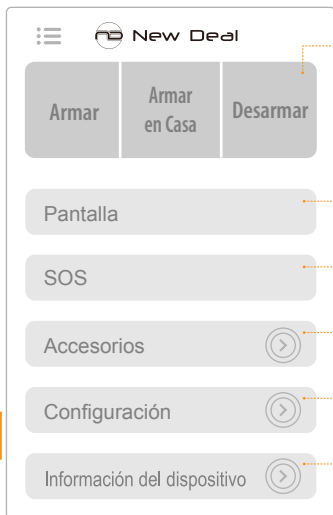 New Deal
Armar
Armar
en Casa
Desarmar
Pantalla
SOS
Accesorios
Configuración
Información del dispositivo